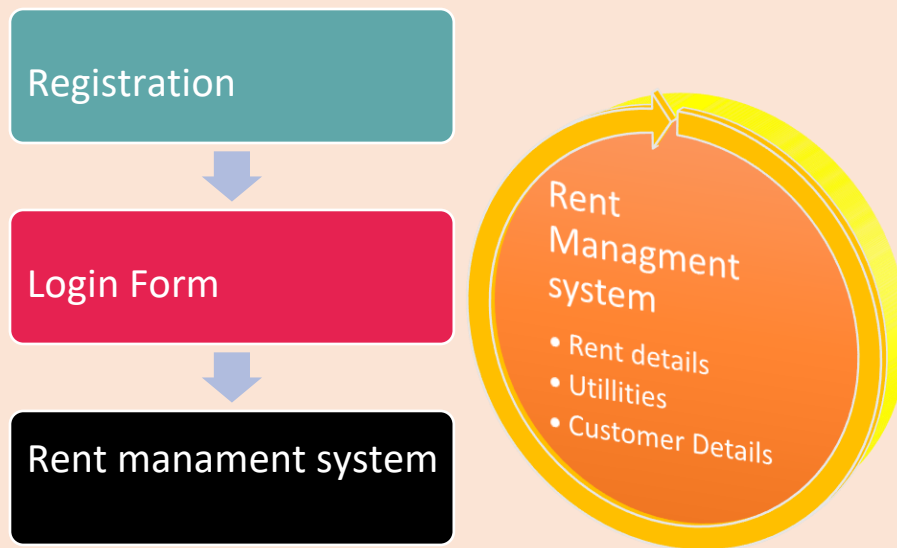 Registration
Login Form
Rent manament system
Rent
Managment
system
• Rent details
• Utillities
• Customer Details